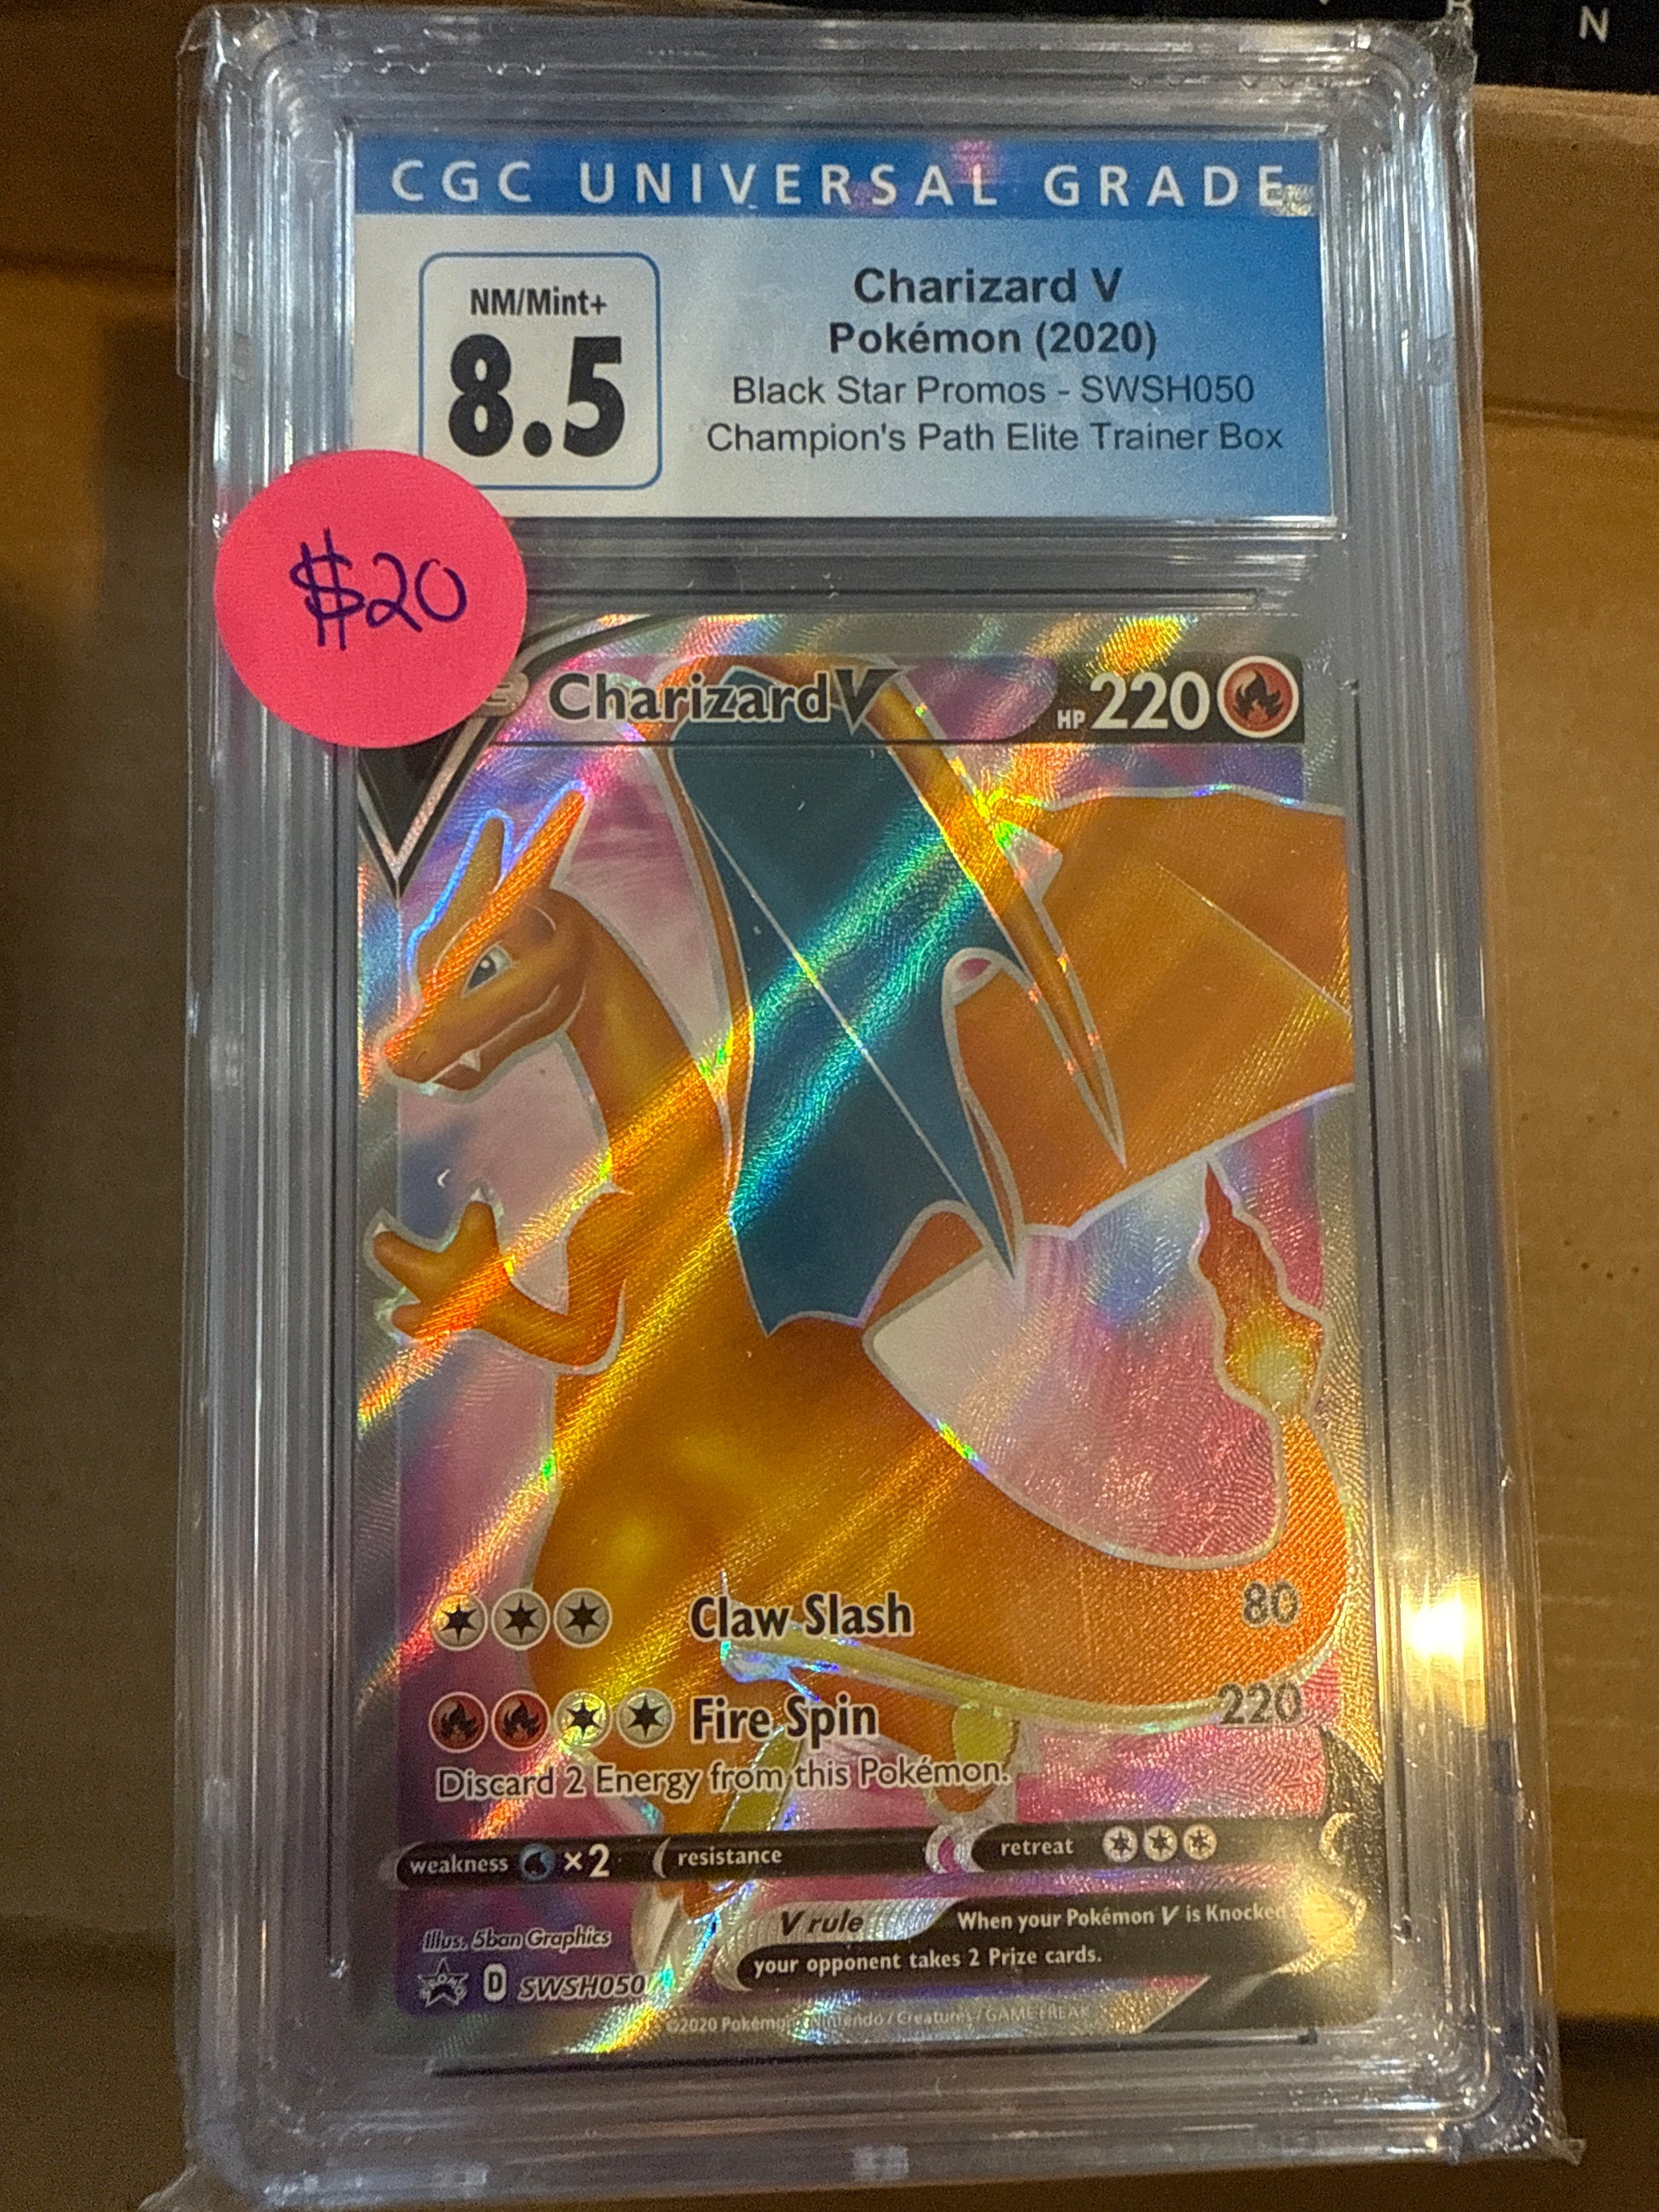 N
CGC UNIVERSAL GRADE
NM/Mint+
8.5
Charizard V
Pokémon (2020)
Black Star Promos - SWSH050
Champion's Path Elite Trainer Box
$20
Charizard V HP 220
Claw Slash 80
Fire Spin 220
Discard 2 Energy from this Pokémon.
weakness ×2 resistance retreat
V rule When your Pokémon V is Knocked
your opponent takes 2 Prize cards.
Illus. 5ban Graphics
D SWSH050
©2020 Pokémon / Nintendo / Creatures / GAME FREAK